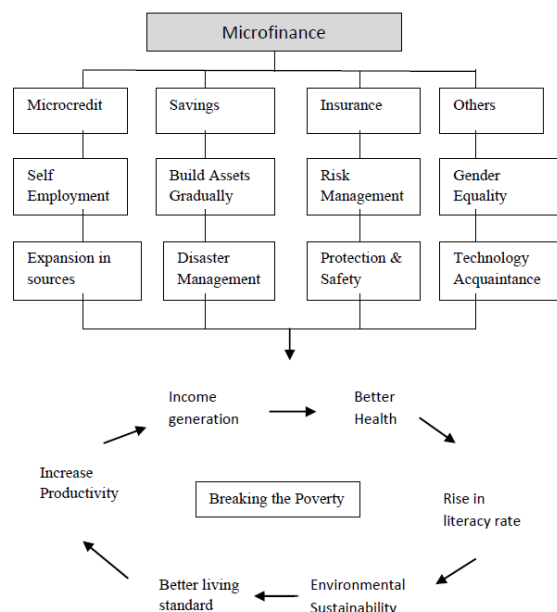 Microfinance
Microcredit
Savings
Insurance
Others
Self
Employment
Build Assets
Gradually
Risk
Management
Gender
Equality
Expansion in
sources
Disaster
Management
Protection &
Safety
Technology
Acquaintance
Income
generation
Better
Health
Increase
Productivity
Breaking the Poverty
Rise in
literacy rate
Better living
standard
Environmental
Sustainability